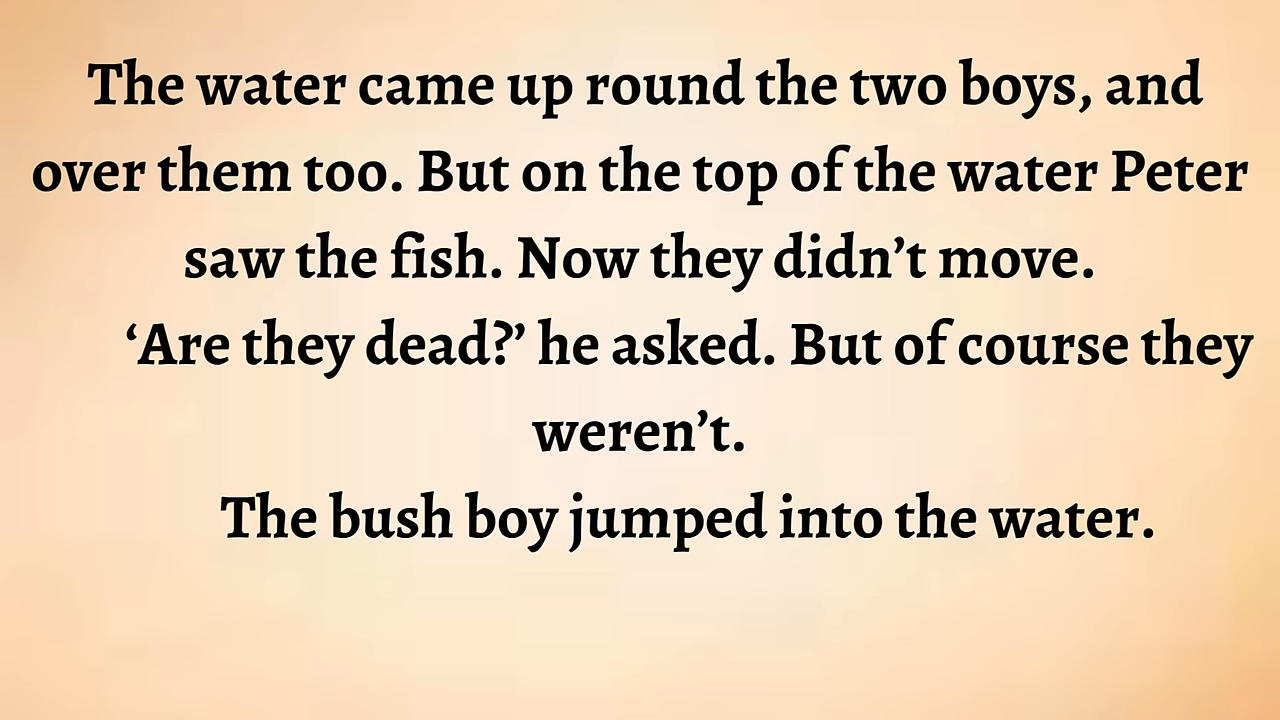 The water came up round the two boys, and
over them too. But on the top of the water Peter
saw the fish. Now they didn’t move.
‘Are they dead?’ he asked. But of course they
weren’t.
The bush boy jumped into the water.